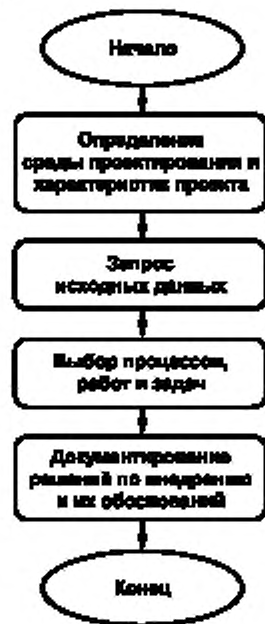 Начало
Определение
среды проектирования и
характеристик проекта
Запрос
исходных данных
Выбор процессов,
работ и задач
Документирование
решений по внедрению
и их обоснований
Конец